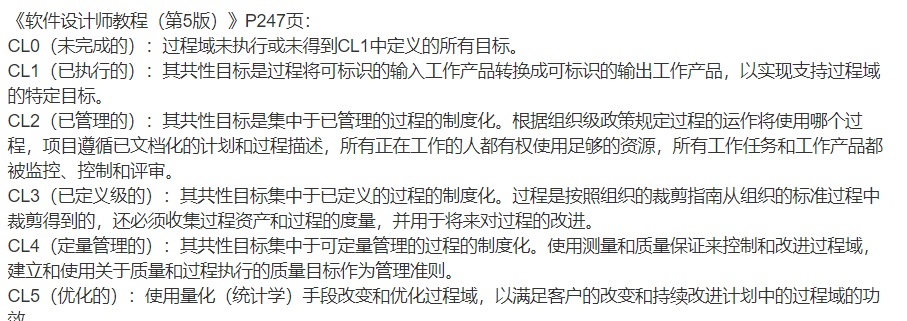 《软件设计师教程（第5版）》P247页：
CL0（未完成的）：过程域未执行或未得到CL1中定义的所有目标。
CL1（已执行的）：其共性目标是过程将可标识的输入工作产品转换成可标识的输出工作产品，以实现支持过程域
的特定目标。
CL2（已管理的）：其共性目标是集中于已管理的过程的制度化。根据组织级政策规定过程的运作将使用哪个过
程，项目遵循已文档化的计划和过程描述，所有正在工作的人都有权使用足够的资源，所有工作任务和工作产品都
被监控、控制和评审。
CL3（已定义级的）：其共性目标集中于已定义的过程的制度化。过程是按照组织的裁剪指南从组织的标准过程中
裁剪得到的，还必须收集过程资产和过程的度量，并用于将来对过程的改进。
CL4（定量管理的）：其共性目标集中于可定量管理的过程的制度化。使用测量和质量保证来控制和改进过程域，
建立和使用关于质量和过程执行的质量目标作为管理准则。
CL5（优化的）：使用量化（统计学）手段改变和优化过程域，以满足客户的改变和持续改进计划中的过程域的功